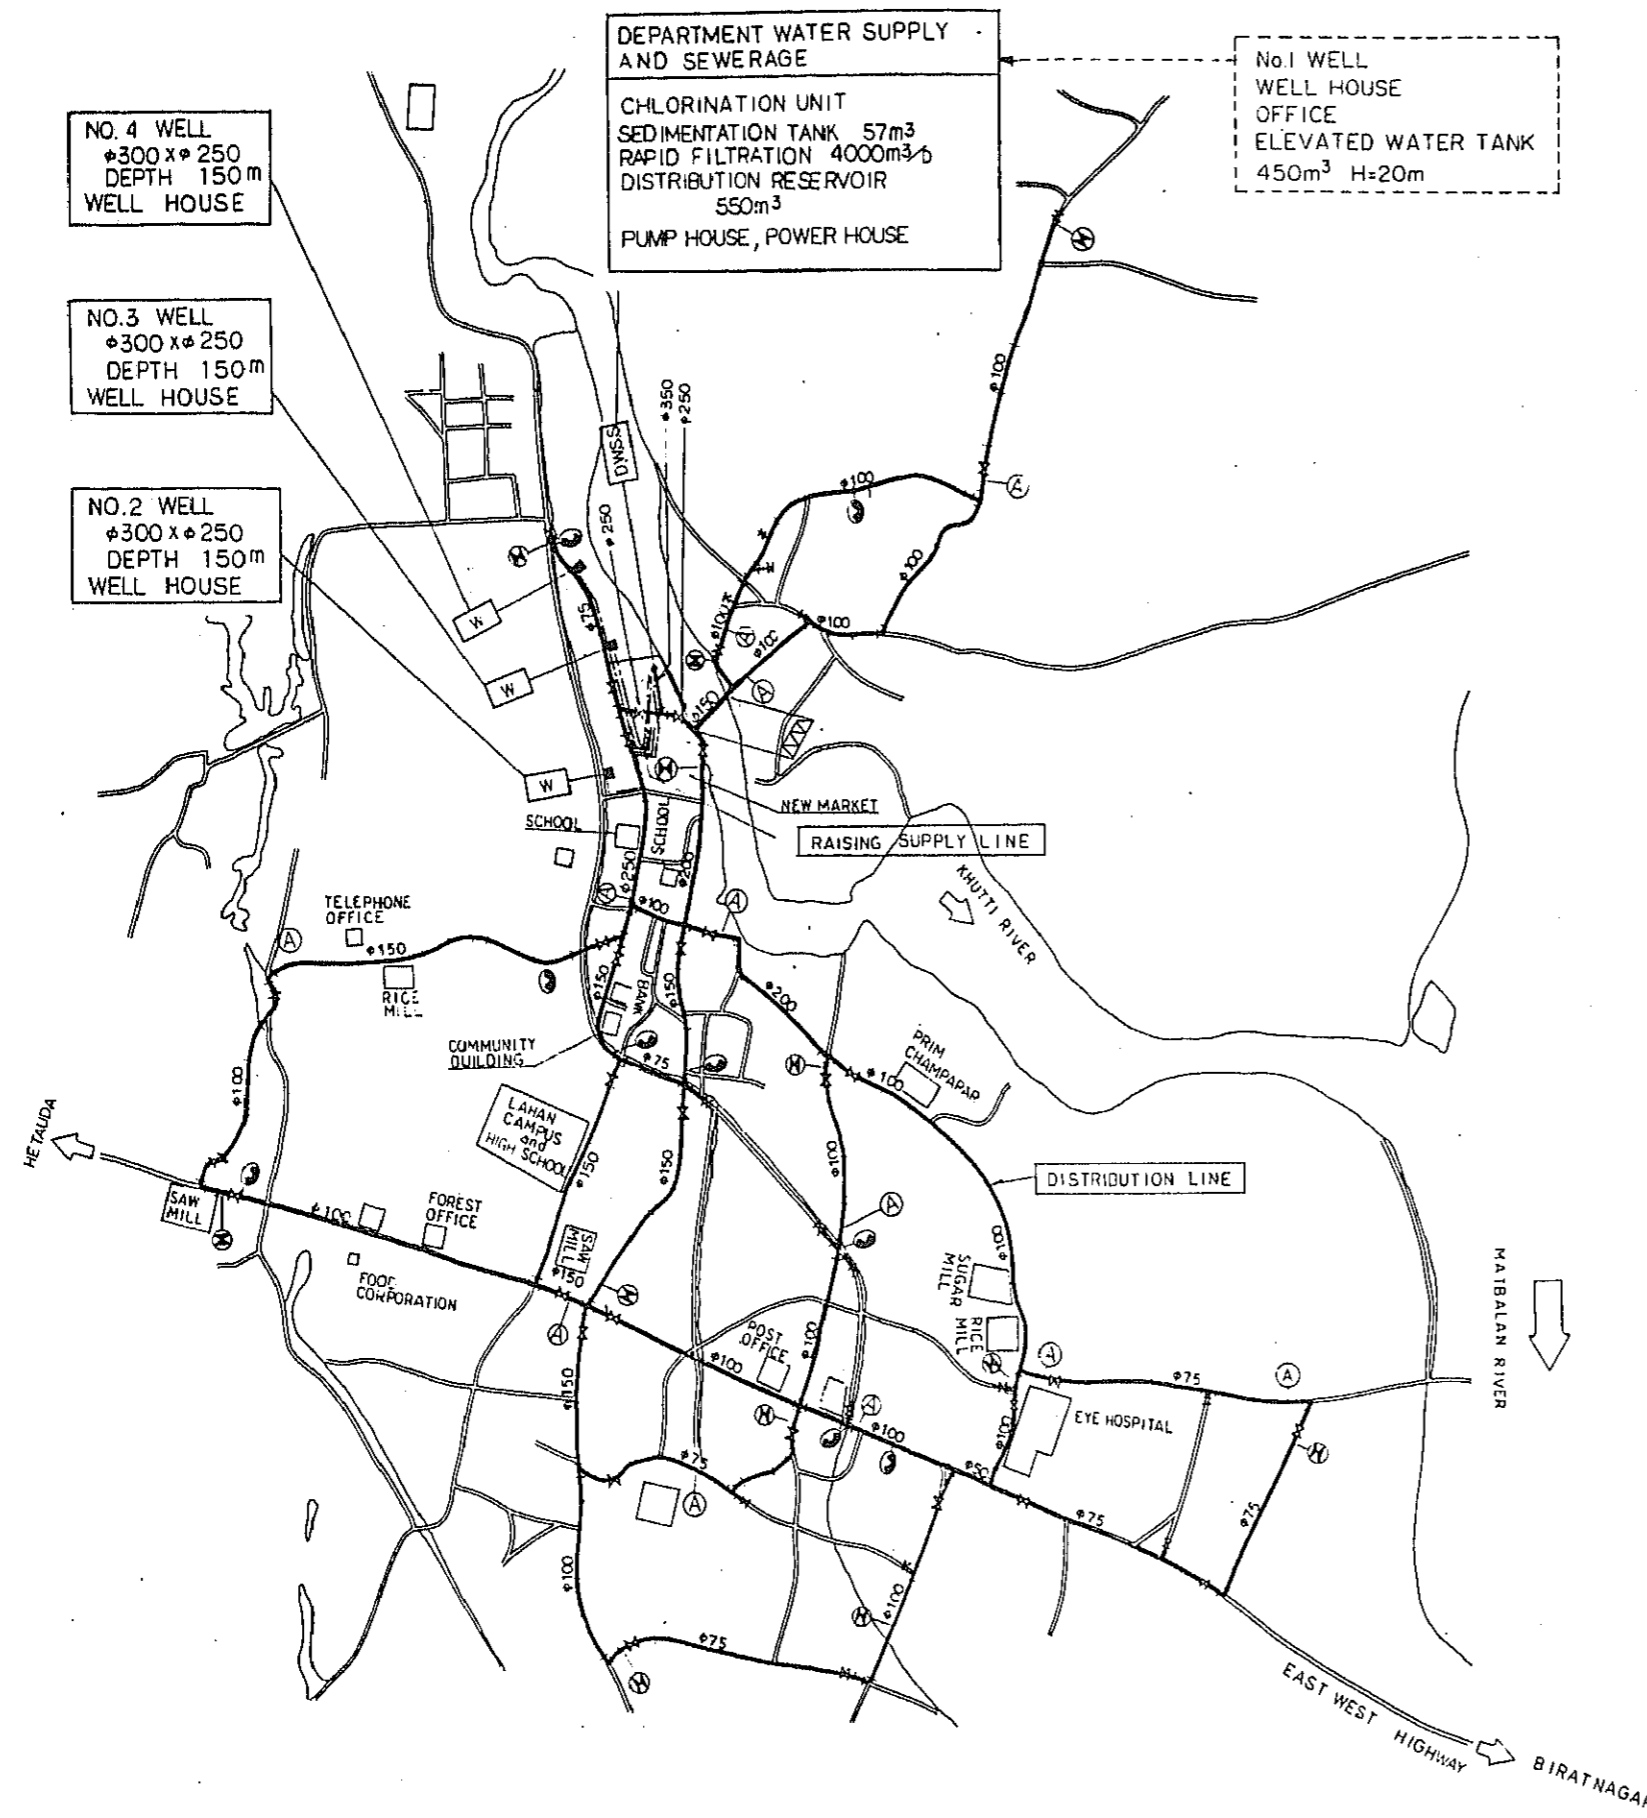 DEPARTMENT WATER SUPPLY
AND SEWERAGE
CHLORINATION UNIT
SEDIMENTATION TANK 57m³
RAPID FILTRATION 4000m³/D
DISTRIBUTION RESERVOIR
550m³
PUMP HOUSE, POWER HOUSE
No.1 WELL
WELL HOUSE
OFFICE
ELEVATED WATER TANK
450m³ H=20m
NO. 4 WELL
φ300 x φ250
DEPTH 150m
WELL HOUSE
NO.3 WELL
φ300 x φ250
DEPTH 150m
WELL HOUSE
NO.2 WELL
φ300 x φ250
DEPTH 150m
WELL HOUSE
φ350
φ250
DWSS
φ250
φ100
φ100
A
φ100
φ75
W
W
W
φ100
A
φ100
φ100
A
φ150
NEW MARKET
RAISING SUPPLY LINE
SCHOOL
SCHOOL
φ250
φ200
A
φ100
A
KHUTTI RIVER
TELEPHONE
OFFICE
A
φ150
RICE
MILL
φ150
BANK
φ150
φ200
COMMUNITY
BUILDING
φ75
PRIM
CHAMPAPAR
φ100
φ100
LAHAN
CAMPUS
and
HIGH SCHOOL
φ150
φ150
φ100
HETAUDA
DISTRIBUTION LINE
SAW
MILL
φ100
FOREST
OFFICE
FOOD
CORPORATION
SAW
MILL
φ150
A
A
φ100
SUGAR
MILL
RICE
MILL
MAIBALAN RIVER
POST
OFFICE
φ100
φ100
A
φ75
A
φ150
A
φ100
φ100
EYE HOSPITAL
φ75
A
φ50
φ75
φ75
φ100
φ100
φ75
EAST WEST HIGHWAY
BIRATNAGAR